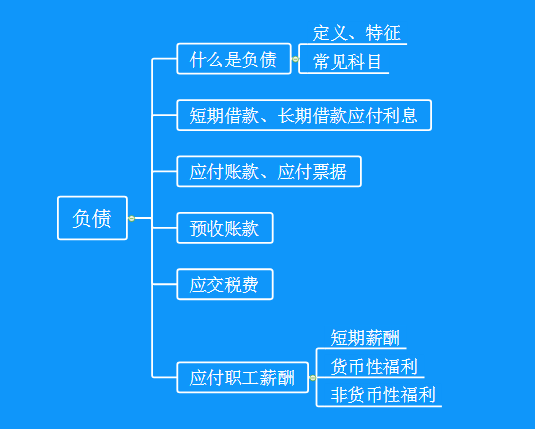 定义、特征
什么是负债
常见科目
短期借款、长期借款应付利息
应付账款、应付票据
负债
预收账款
应交税费
短期薪酬
应付职工薪酬
货币性福利
非货币性福利